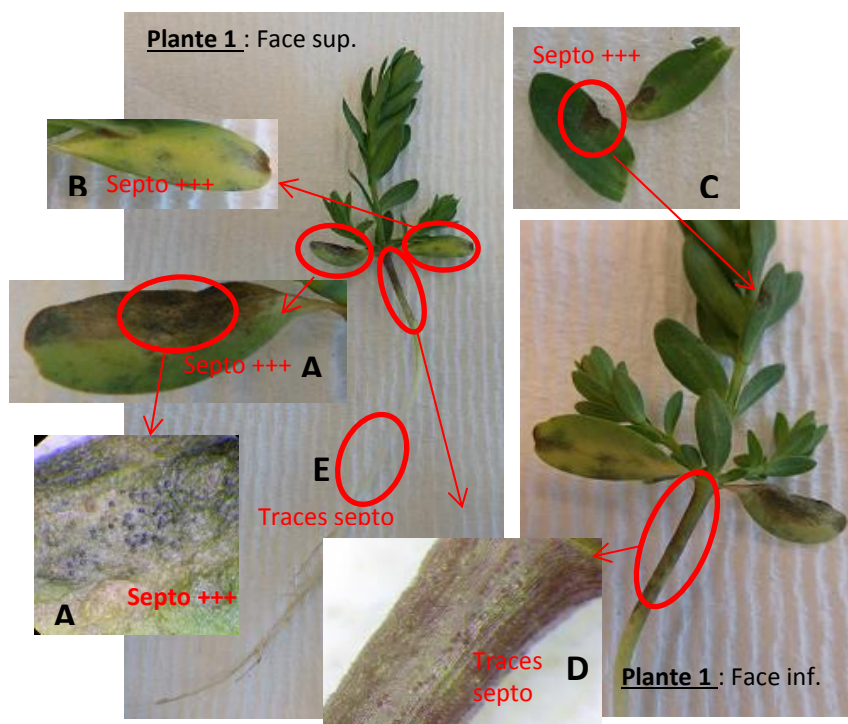 Plante 1 : Face sup.
Septo +++
C
B
Septo +++
Septo +++
A
E
Traces septo
A
Septo +++
Traces
septo
D
Plante 1 : Face inf.